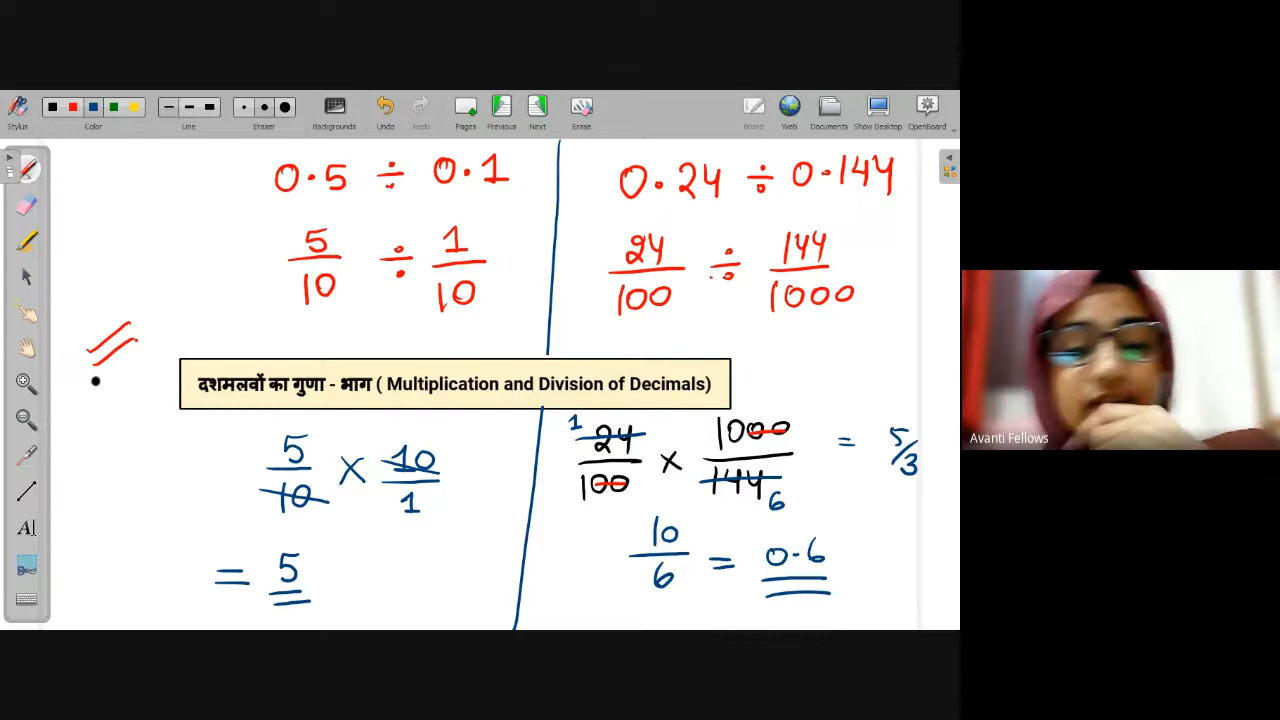 Stylus Color Line Eraser Backgrounds Undo Redo Pages Previous Next Erase Board Web Documents Show Desktop OpenBoard
0.5 ÷ 0.1
5/10 ÷ 1/10
0.24 ÷ 0.144
24/100 ÷ 144/1000
दशमलवों का गुणा - भाग ( Multiplication and Division of Decimals)
5/10 × 10/1
= 5
1
24/100 × 1000/144 = 5/3
6
10/6 = 0.6
Avanti Fellows